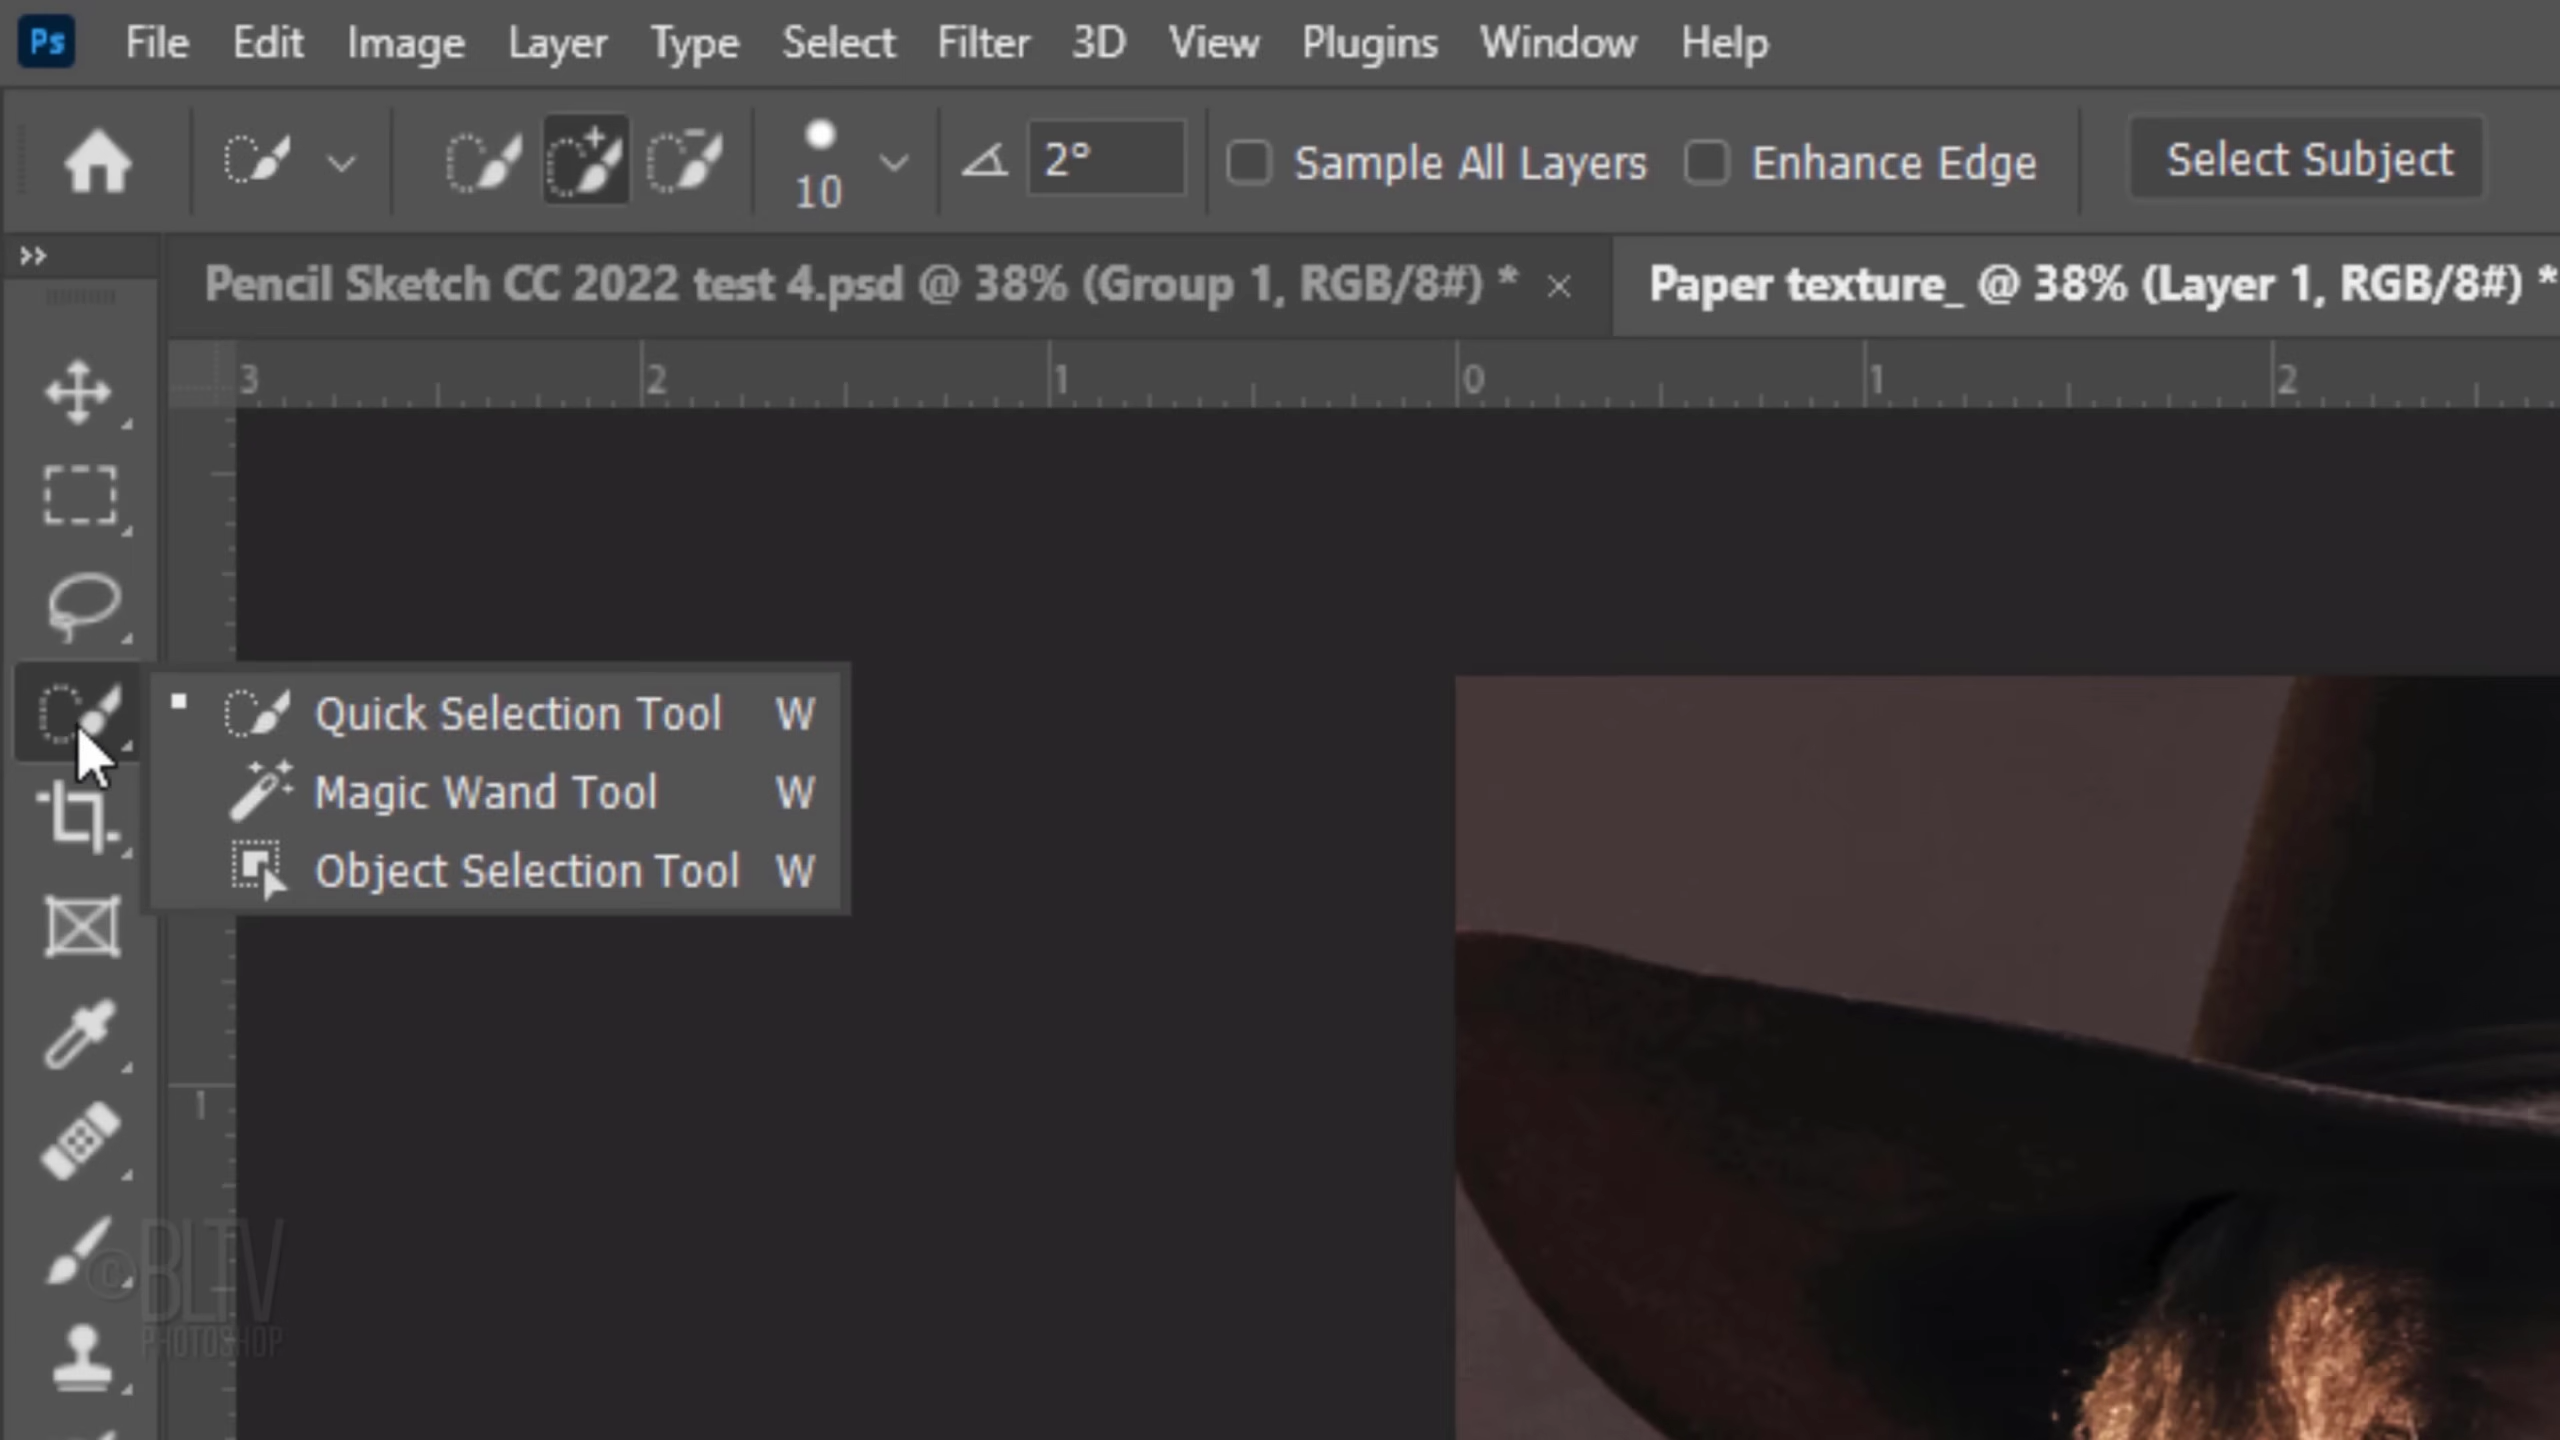 Ps File Edit Image Layer Type Select Filter 3D View Plugins Window Help
10 2° Sample All Layers Enhance Edge Select Subject
Pencil Sketch CC 2022 test 4.psd @ 38% (Group 1, RGB/8#) * × Paper texture_ @ 38% (Layer 1, RGB/8#) *
3 2 1 0 1 2
Quick Selection Tool W
Magic Wand Tool W
Object Selection Tool W
1
©BLTV
PHOTOSHOP